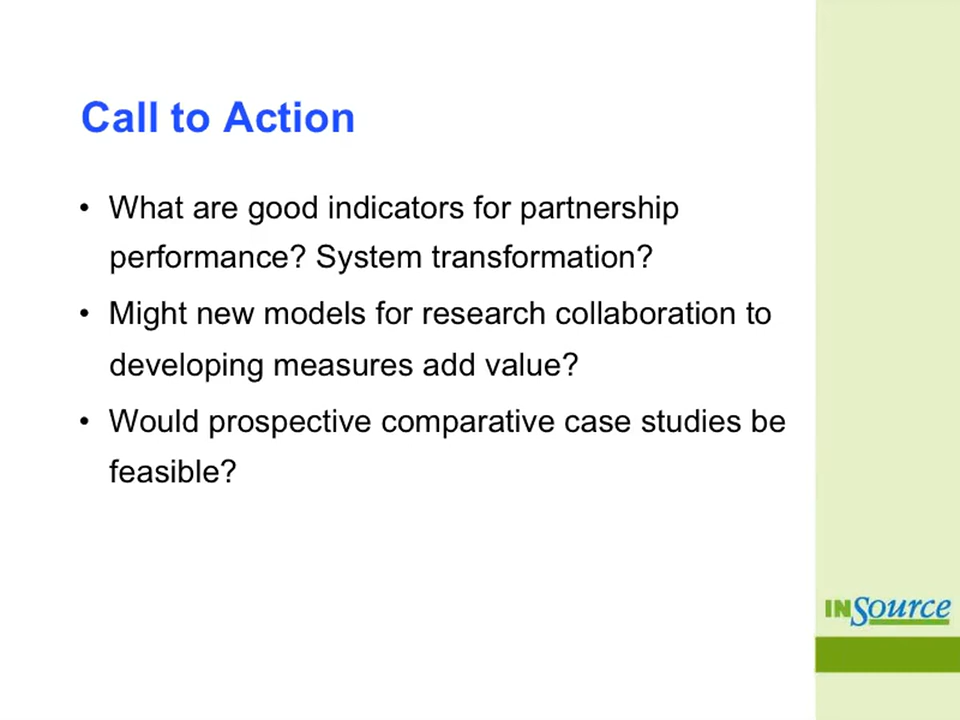 Call to Action
• What are good indicators for partnership
performance? System transformation?
• Might new models for research collaboration to
developing measures add value?
• Would prospective comparative case studies be
feasible?
INSource